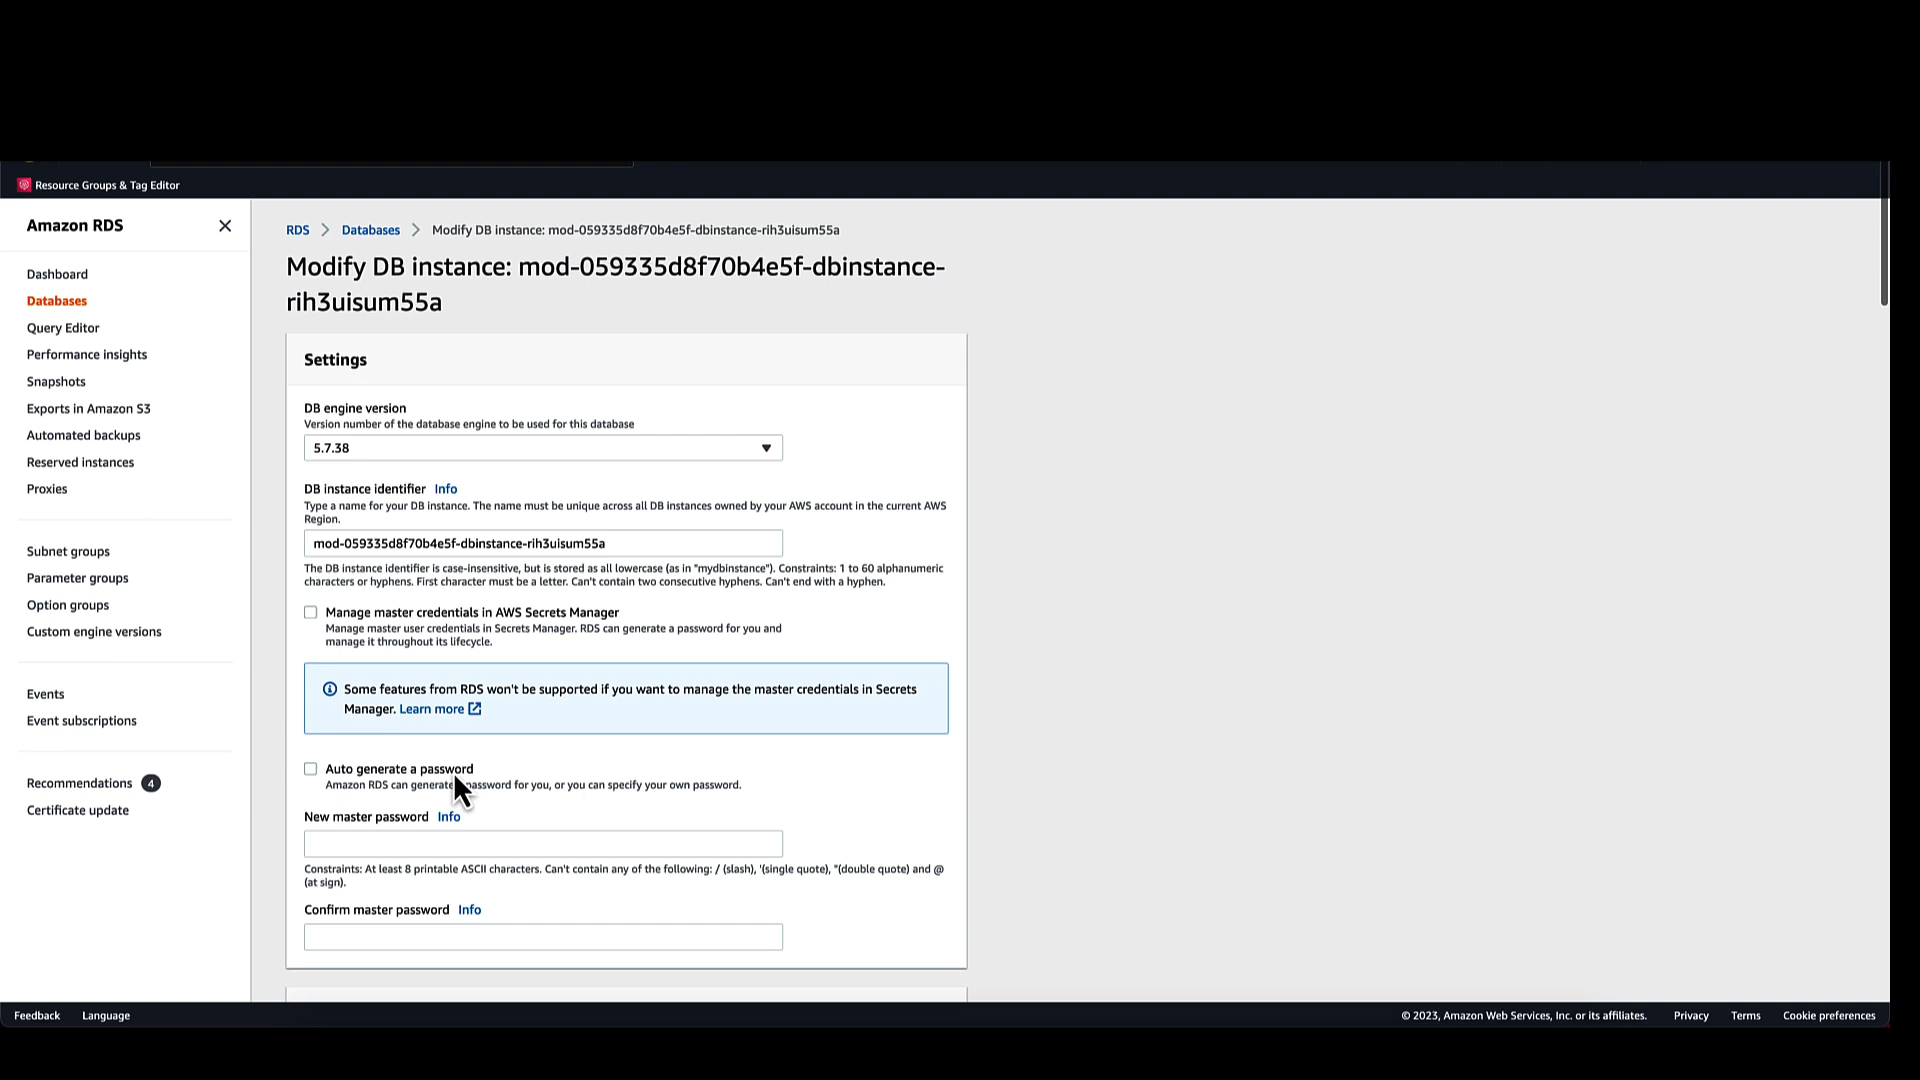 Resource Groups & Tag Editor
Amazon RDS
Dashboard
Databases
Query Editor
Performance insights
Snapshots
Exports in Amazon S3
Automated backups
Reserved instances
Proxies
Subnet groups
Parameter groups
Option groups
Custom engine versions
Events
Event subscriptions
Recommendations 4
Certificate update
RDS > Databases > Modify DB instance: mod-059335d8f70b4e5f-dbinstance-rih3uisum55a
Modify DB instance: mod-059335d8f70b4e5f-dbinstance-
rih3uisum55a
Settings
DB engine version
Version number of the database engine to be used for this database
5.7.38
DB instance identifier Info
Type a name for your DB instance. The name must be unique across all DB instances owned by your AWS account in the current AWS
Region.
mod-059335d8f70b4e5f-dbinstance-rih3uisum55a
The DB instance identifier is case-insensitive, but is stored as all lowercase (as in "mydbinstance"). Constraints: 1 to 60 alphanumeric
characters or hyphens. First character must be a letter. Can't contain two consecutive hyphens. Can't end with a hyphen.
Manage master credentials in AWS Secrets Manager
Manage master user credentials in Secrets Manager. RDS can generate a password for you and
manage it throughout its lifecycle.
Some features from RDS won't be supported if you want to manage the master credentials in Secrets
Manager. Learn more
Auto generate a password
Amazon RDS can generate password for you, or you can specify your own password.
New master password Info
Constraints: At least 8 printable ASCII characters. Can't contain any of the following: / (slash), '(single quote), "(double quote) and @
(at sign).
Confirm master password Info
Feedback Language
© 2023, Amazon Web Services, Inc. or its affiliates. Privacy Terms Cookie preferences